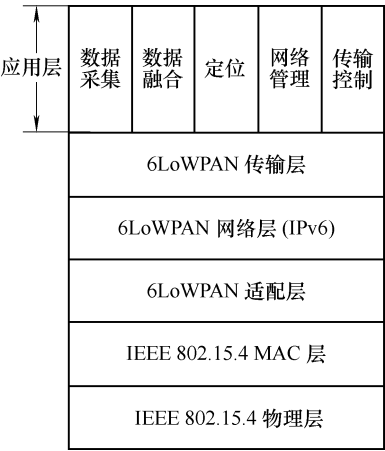 应用层
数据
采集
数据
融合
定位
网络
管理
传输
控制
6LoWPAN 传输层
6LoWPAN 网络层 (IPv6)
6LoWPAN 适配层
IEEE 802.15.4 MAC 层
IEEE 802.15.4 物理层